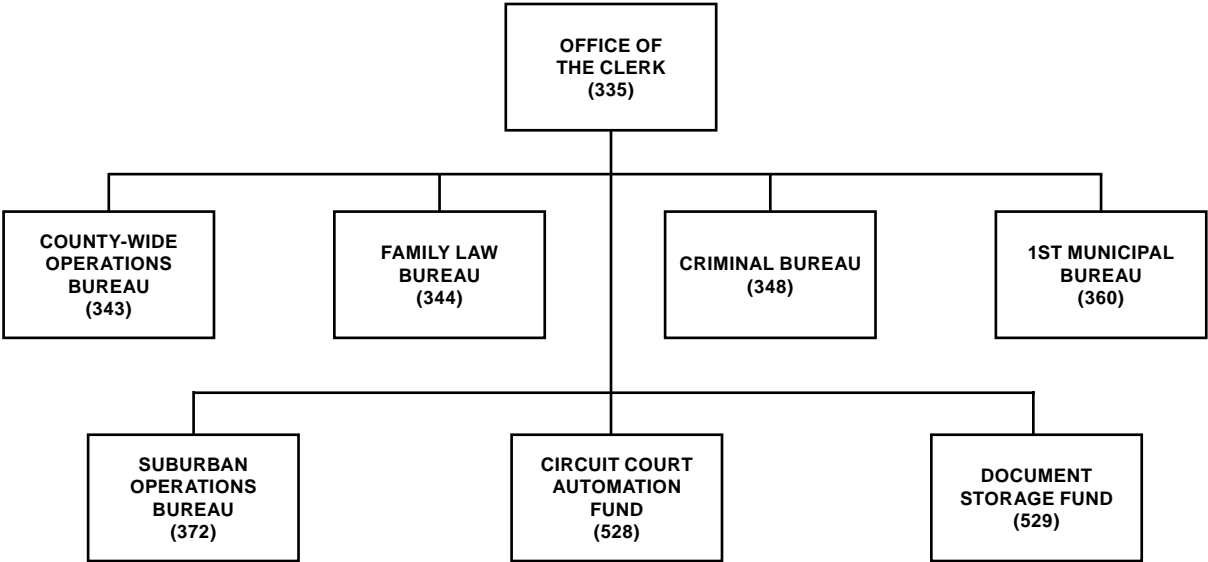 OFFICE OF
THE CLERK
(335)
COUNTY-WIDE
OPERATIONS
BUREAU
(343)
FAMILY LAW
BUREAU
(344)
CRIMINAL BUREAU
(348)
1ST MUNICIPAL
BUREAU
(360)
SUBURBAN
OPERATIONS
BUREAU
(372)
CIRCUIT COURT
AUTOMATION
FUND
(528)
DOCUMENT
STORAGE FUND
(529)